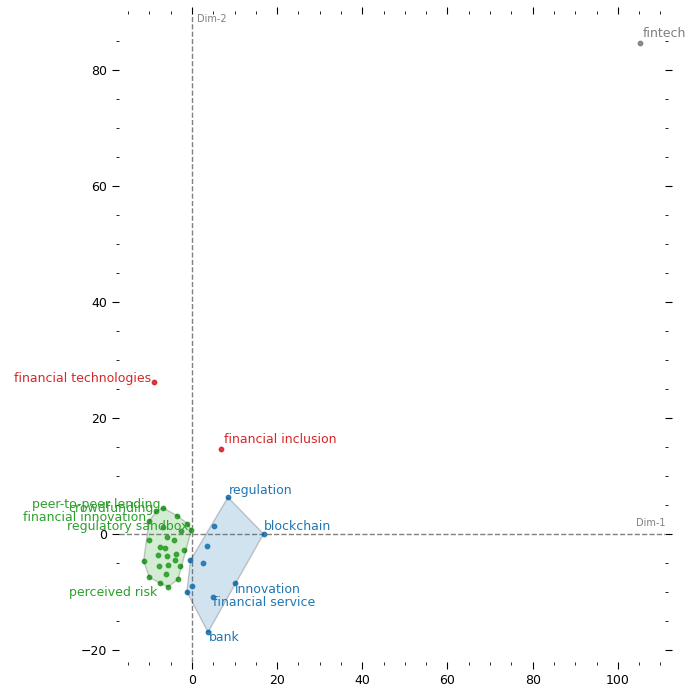 Dim-2
fintech
80
60
40
financial technologies
20
financial inclusion
regulation
peer-to-peer lending
crowdfunding
financial innovation
regulatory sandbox
blockchain
Dim-1
0
innovation
perceived risk
financial service
bank
−20
0
20
40
60
80
100